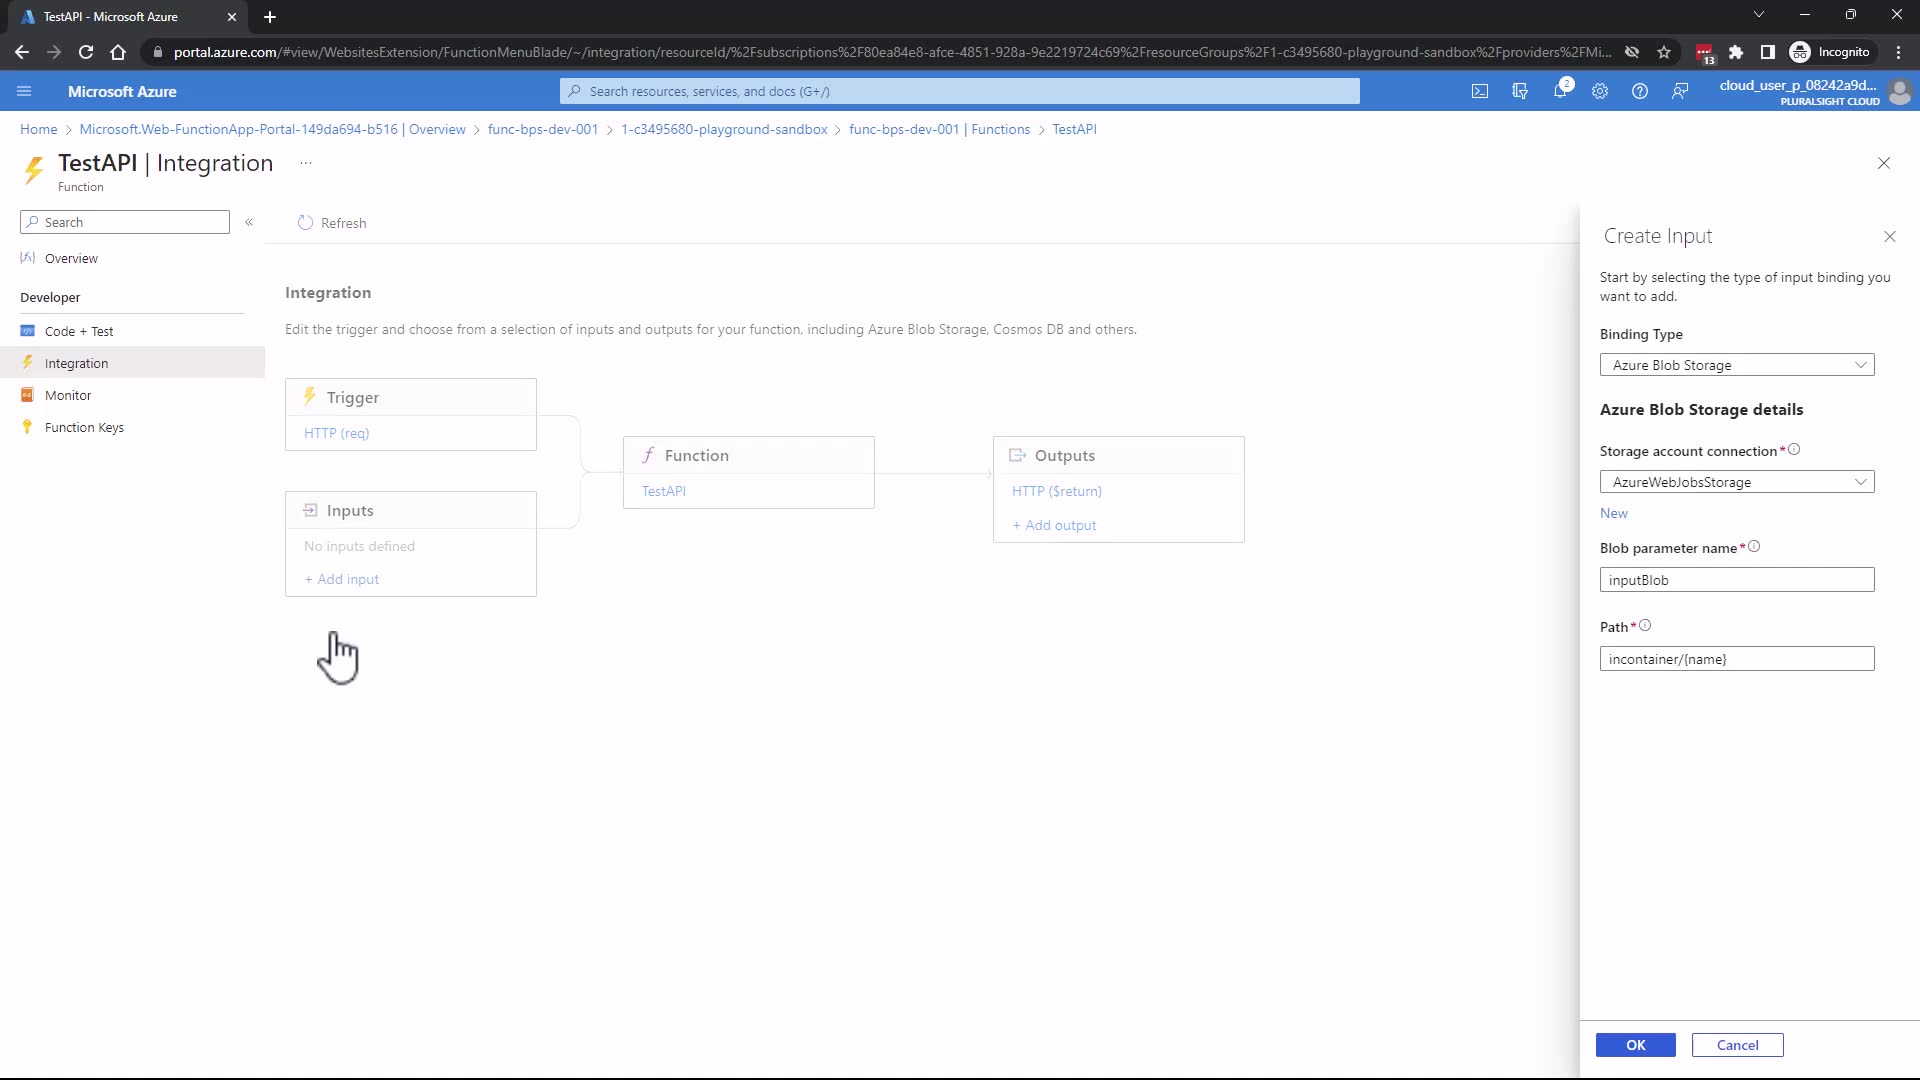 TestAPI - Microsoft Azure
portal.azure.com/#view/WebsitesExtension/FunctionMenuBlade/~/integration/resourceId/%2Fsubscriptions%2F80ea84e8-afce-4851-928a-9e2219724c69%2FresourceGroups%2F1-c3495680-playground-sandbox%2Fproviders%2FMi...
13
Incognito
Microsoft Azure
Search resources, services, and docs (G+/)
2
cloud_user_p_08242a9d...
PLURALSIGHT CLOUD
Home > Microsoft.Web-FunctionApp-Portal-149da694-b516 | Overview > func-bps-dev-001 > 1-c3495680-playground-sandbox > func-bps-dev-001 | Functions > TestAPI
TestAPI | Integration ...
Function
Search
Refresh
Overview
Developer
Code + Test
Integration
Monitor
Function Keys
Integration
Edit the trigger and choose from a selection of inputs and outputs for your function, including Azure Blob Storage, Cosmos DB and others.
Trigger
HTTP (req)
Inputs
No inputs defined
+ Add input
Function
TestAPI
Outputs
HTTP ($return)
+ Add output
Create Input
Start by selecting the type of input binding you
want to add.
Binding Type
Azure Blob Storage
Azure Blob Storage details
Storage account connection*
AzureWebJobsStorage
New
Blob parameter name*
inputBlob
Path*
incontainer/{name}
OK
Cancel